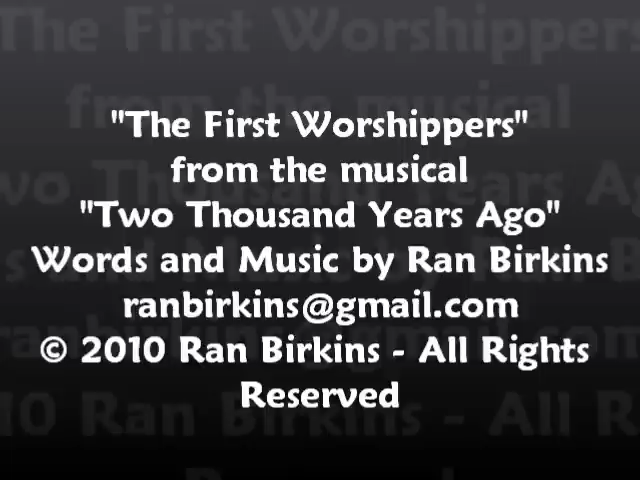 "The First Worshippers"
from the musical
"Two Thousand Years Ago"
Words and Music by Ran Birkins
ranbirkins@gmail.com
© 2010 Ran Birkins - All Rights
Reserved